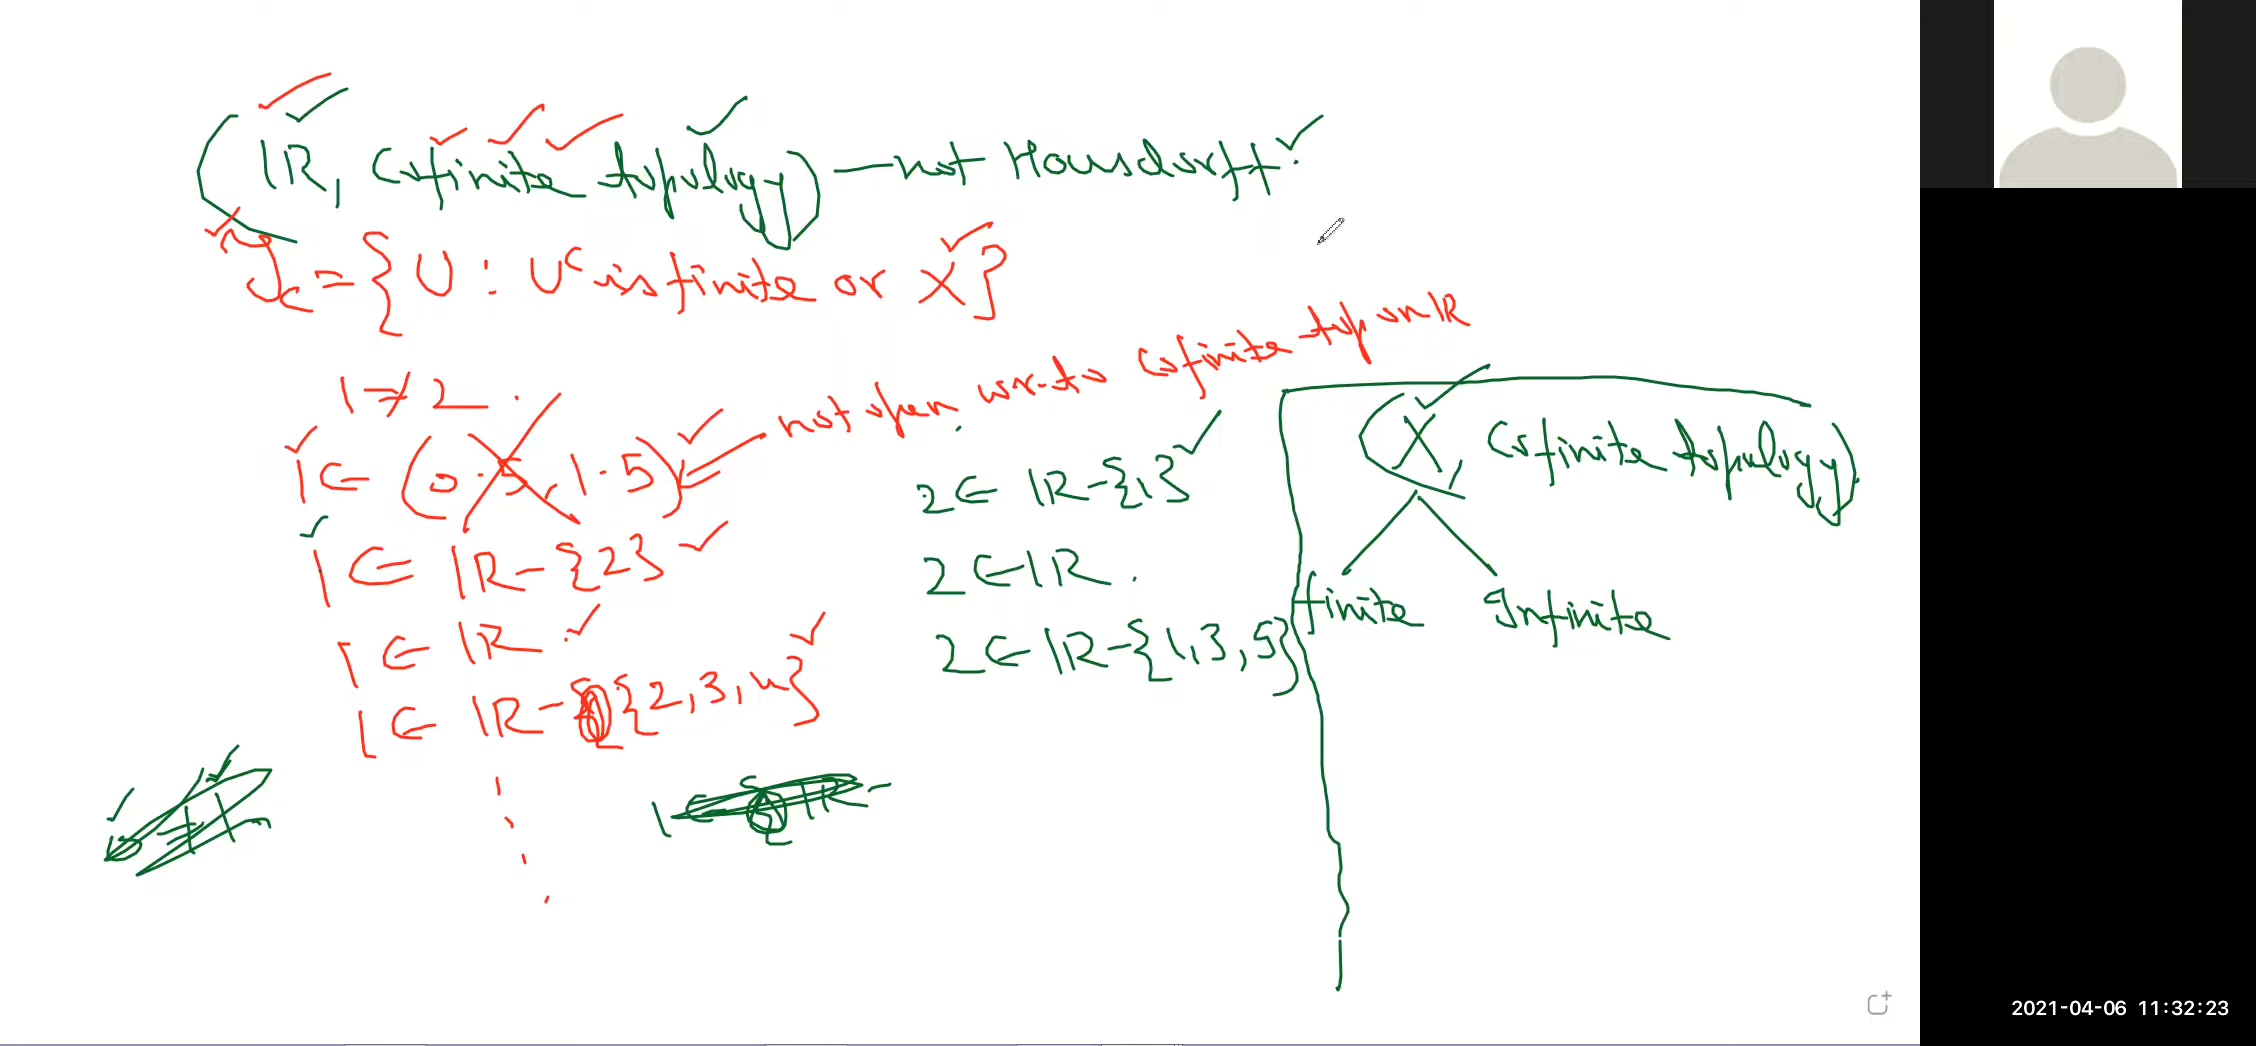 (ℝ, Cofinite topology) — not Housdorff.
𝒥c = {U : Uᶜ is finite or X}
1 ≠ 2.
1 ∈ (0.5, 1.5) ⇐ not open w.r.to Cofinite top on ℝ
1 ∈ ℝ-{2}
1 ∈ ℝ.
1 ∈ ℝ-{2,3,4}
2 ∈ ℝ-{1}
2 ∈ ℝ.
2 ∈ ℝ-{1,3,5}
(X, Cofinite topology)
finite Infinite
2021-04-06 11:32:23